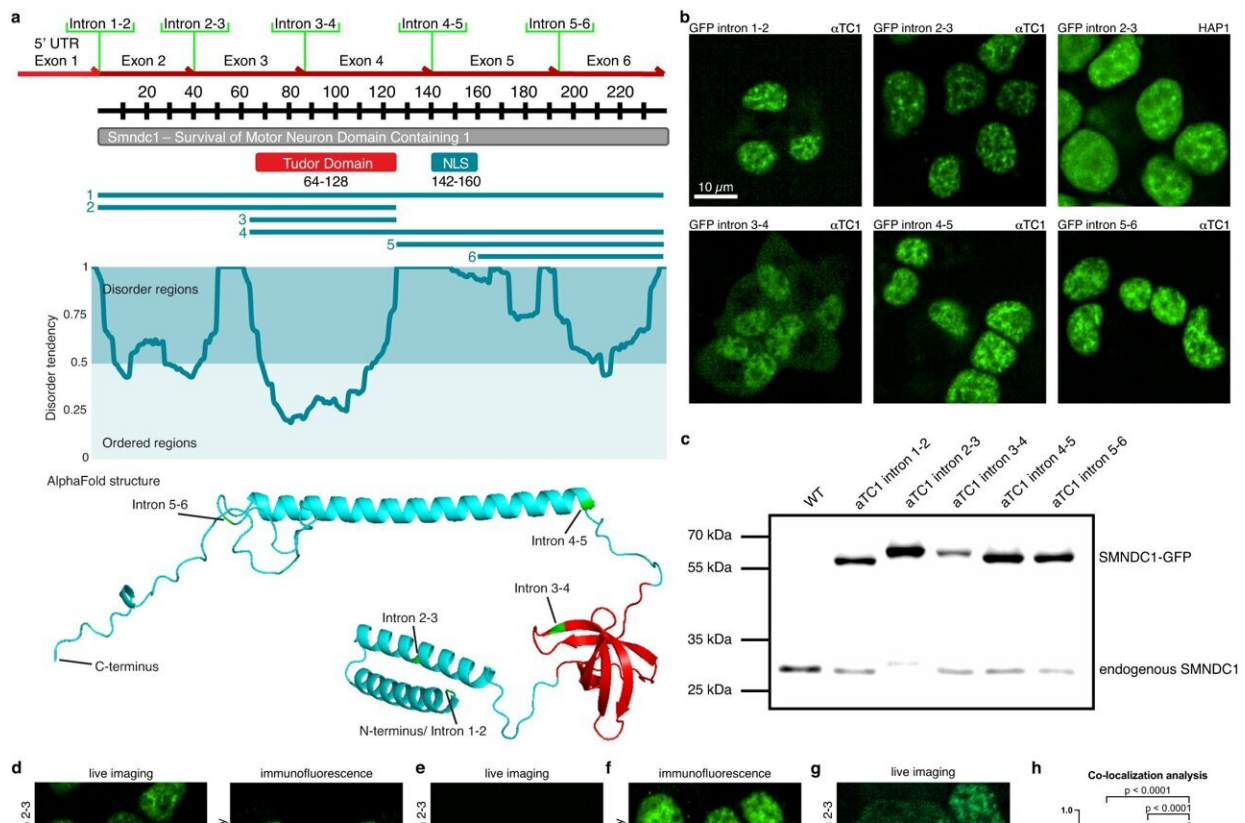 a
Intron 1-2 Intron 2-3 Intron 3-4 Intron 4-5 Intron 5-6
5' UTR
Exon 1 Exon 2 Exon 3 Exon 4 Exon 5 Exon 6
20 40 60 80 100 120 140 160 180 200 220
Smndc1 – Survival of Motor Neuron Domain Containing 1
Tudor Domain NLS
64-128 142-160
1
2
3
4
5
6
1
Disorder regions
0.75
0.5
0.25
Ordered regions
0
Disorder tendency
AlphaFold structure
Intron 5-6
Intron 4-5
Intron 3-4
Intron 2-3
C-terminus
N-terminus/ Intron 1-2
b
GFP intron 1-2 αTC1 GFP intron 2-3 αTC1 GFP intron 2-3 HAP1
10 µm
GFP intron 3-4 αTC1 GFP intron 4-5 αTC1 GFP intron 5-6 αTC1
c
WT aTC1 intron 1-2 aTC1 intron 2-3 aTC1 intron 3-4 aTC1 intron 4-5 aTC1 intron 5-6
70 kDa
SMNDC1-GFP
55 kDa
35 kDa
endogenous SMNDC1
25 kDa
d live imaging immunofluorescence e live imaging f immunofluorescence g live imaging h
Co-localization analysis
p < 0.0001
p < 0.0001
1.0
2-3
2-3